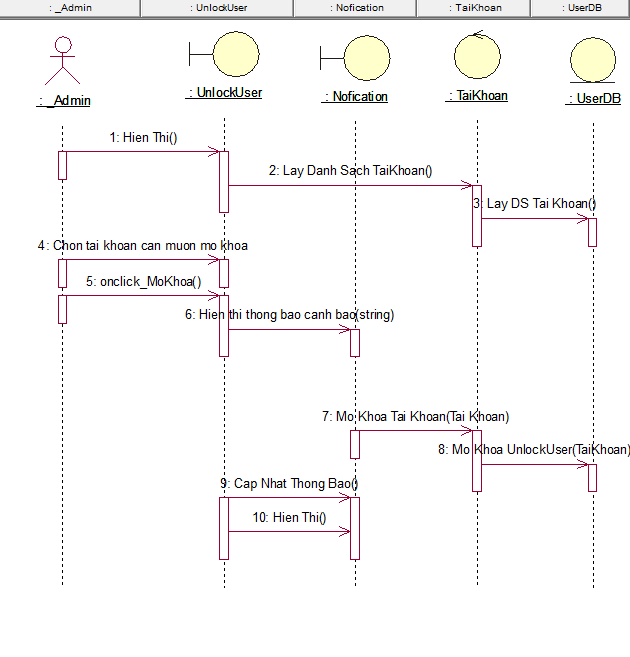 : _Admin
: UnlockUser
: Nofication
: TaiKhoan
: UserDB
: _Admin
: UnlockUser
: Nofication
: TaiKhoan
: UserDB
1: Hien Thi()
2: Lay Danh Sach TaiKhoan()
3: Lay DS Tai Khoan()
4: Chon tai khoan can muon mo khoa
5: onclick_MoKhoa()
6: Hien thi thong bao canh bao(string)
7: Mo Khoa Tai Khoan(Tai Khoan)
8: Mo Khoa UnlockUser(TaiKhoan)
9: Cap Nhat Thong Bao()
10: Hien Thi()